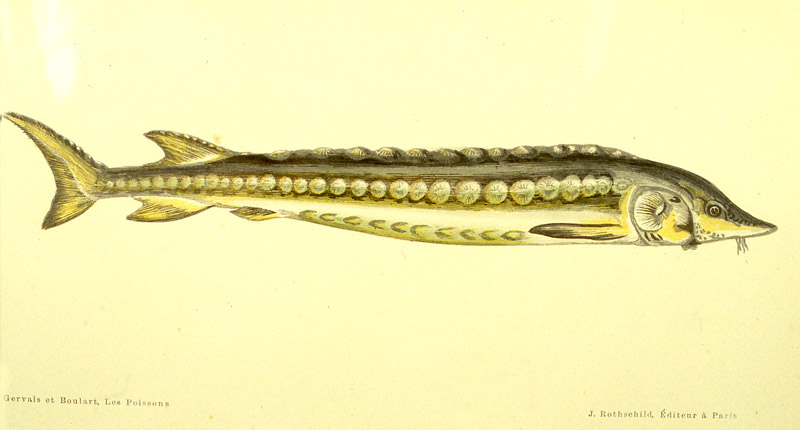 Gervais et Boulart, Les Poissons
J. Rothschild, Éditeur à Paris